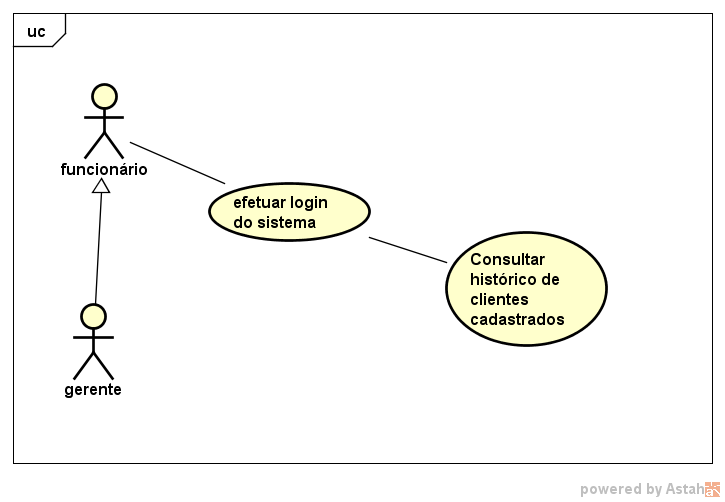 uc
funcionário
efetuar login
do sistema
Consultar
histórico de
clientes
cadastrados
gerente
powered by Astah